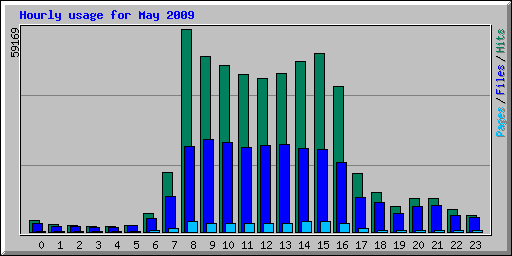 Hourly usage for May 2009
59169
Pages/Files/Hits
0 1 2 3 4 5 6 7 8 9 10 11 12 13 14 15 16 17 18 19 20 21 22 23